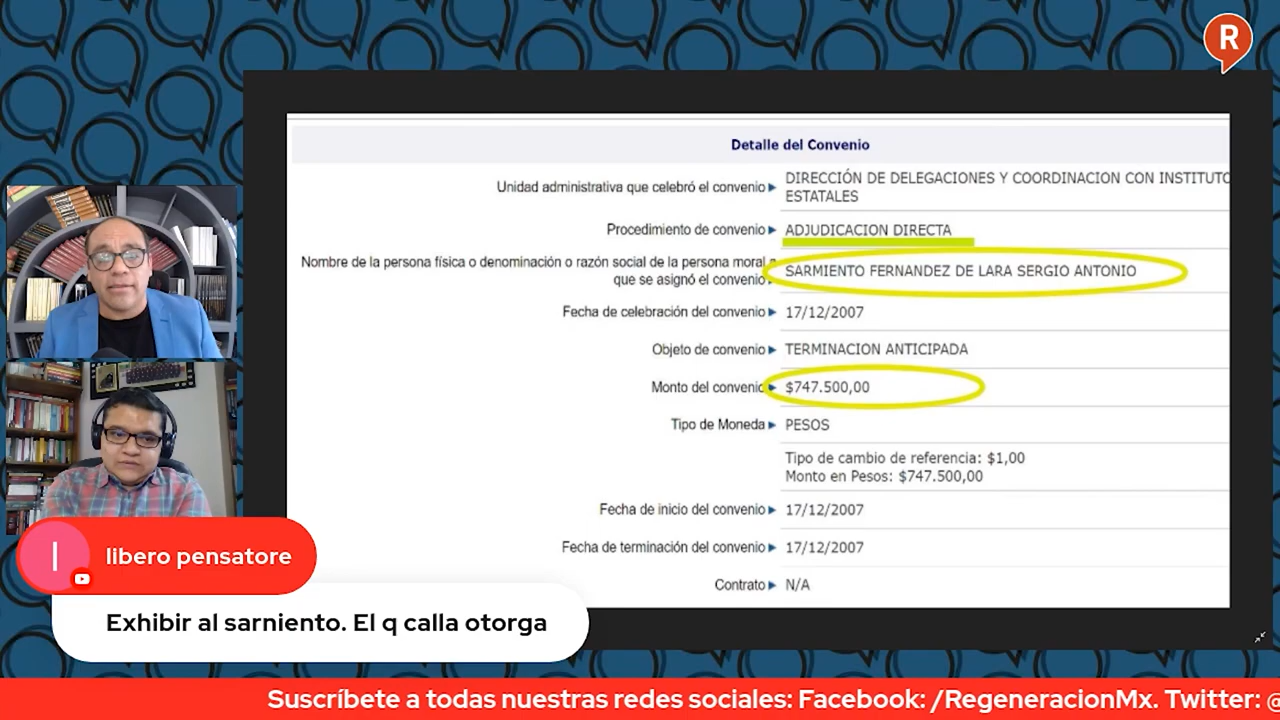 R
Detalle del Convenio
Unidad administrativa que celebró el convenio
DIRECCIÓN DE DELEGACIONES Y COORDINACION CON INSTITUTO
ESTATALES
Procedimiento de convenio
ADJUDICACION DIRECTA
Nombre de la persona física o denominación o razón social de la persona moral a
que se asignó el convenio
SARMIENTO FERNANDEZ DE LARA SERGIO ANTONIO
Fecha de celebración del convenio
17/12/2007
Objeto de convenio
TERMINACION ANTICIPADA
Monto del convenio
$747.500,00
Tipo de Moneda
PESOS
Tipo de cambio de referencia: $1,00
Monto en Pesos: $747.500,00
Fecha de inicio del convenio
17/12/2007
Fecha de terminación del convenio
17/12/2007
Contrato
N/A
l
libero pensatore
Exhibir al sarniento. El q calla otorga
Suscríbete a todas nuestras redes sociales: Facebook: /RegeneracionMx. Twitter: @